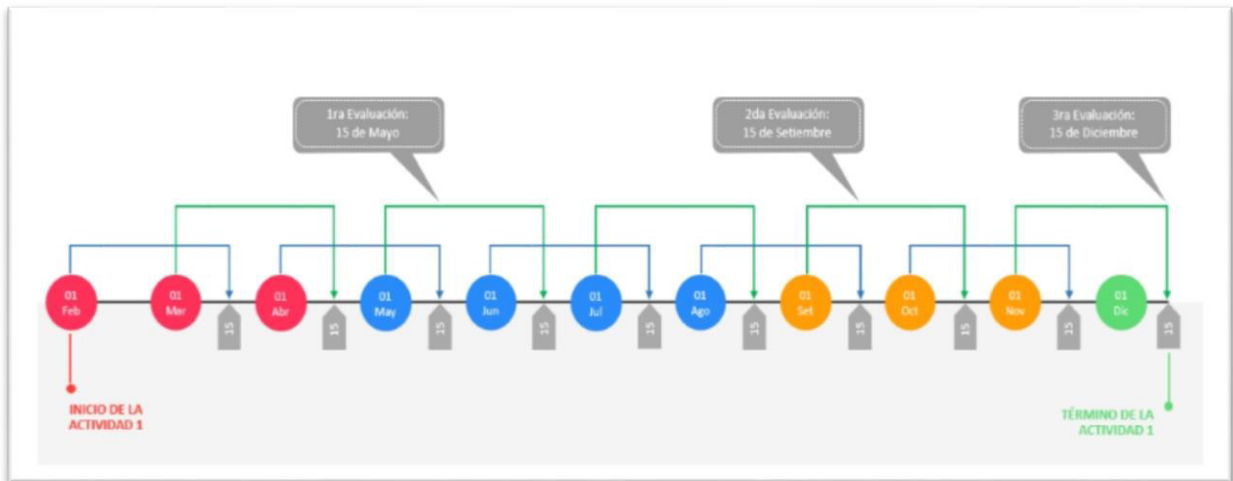 1ra Evaluación:
15 de Mayo
2da Evaluación:
15 de Setiembre
3ra Evaluación:
15 de Diciembre
01
Feb
01
Mar
01
Abr
01
May
01
Jun
01
Jul
01
Ago
01
Set
01
Oct
01
Nov
01
Dic
15
15
15
15
15
15
15
15
15
15
INICIO DE LA
ACTIVIDAD 1
TÉRMINO DE LA
ACTIVIDAD 1